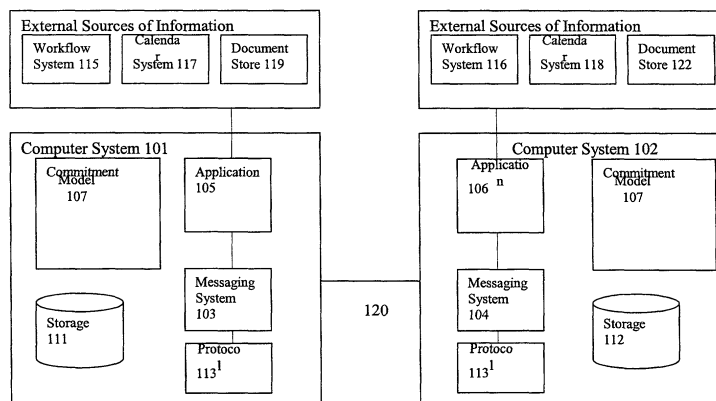 External Sources of Information
Workflow
System 115
Calenda
r
System 117
Document
Store 119
External Sources of Information
Workflow
System 116
Calenda
r
System 118
Document
Store 122
Computer System 101
Commitment
Model
107
Application
105
Messaging
System
103
Storage
111
Protoco
l
113
120
Computer System 102
Applicatio
n
106
Commitment
Model
107
Messaging
System
104
Storage
112
Protoco
l
113